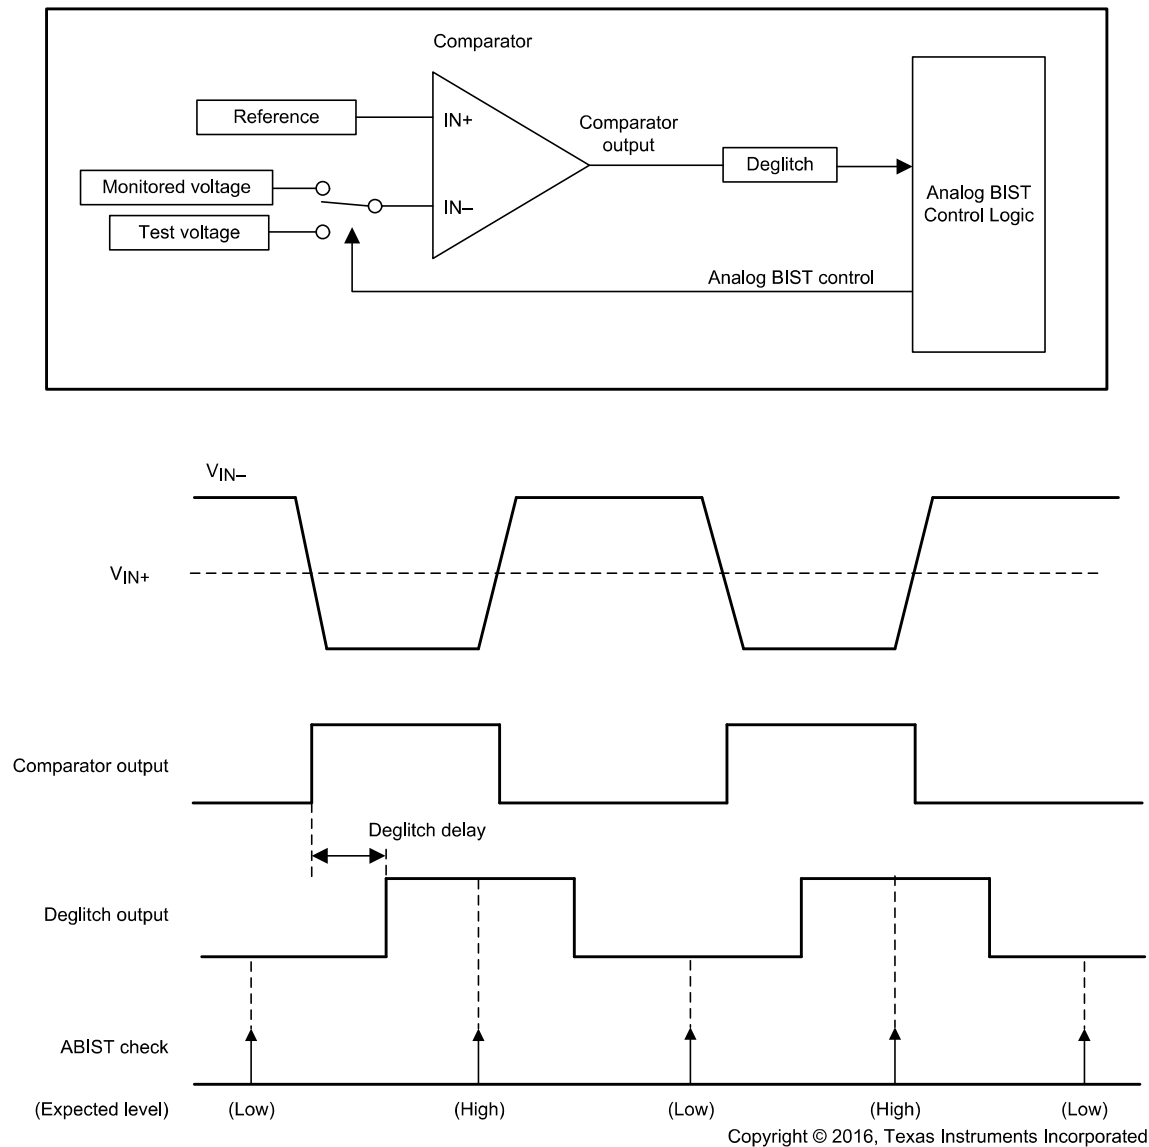 Comparator
Reference
IN+
Comparator
output
Deglitch
Monitored voltage
IN–
Test voltage
Analog BIST
Control Logic
Analog BIST control
VIN–
VIN+
Comparator output
Deglitch delay
Deglitch output
ABIST check
(Expected level) (Low) (High) (Low) (High) (Low)
Copyright © 2016, Texas Instruments Incorporated